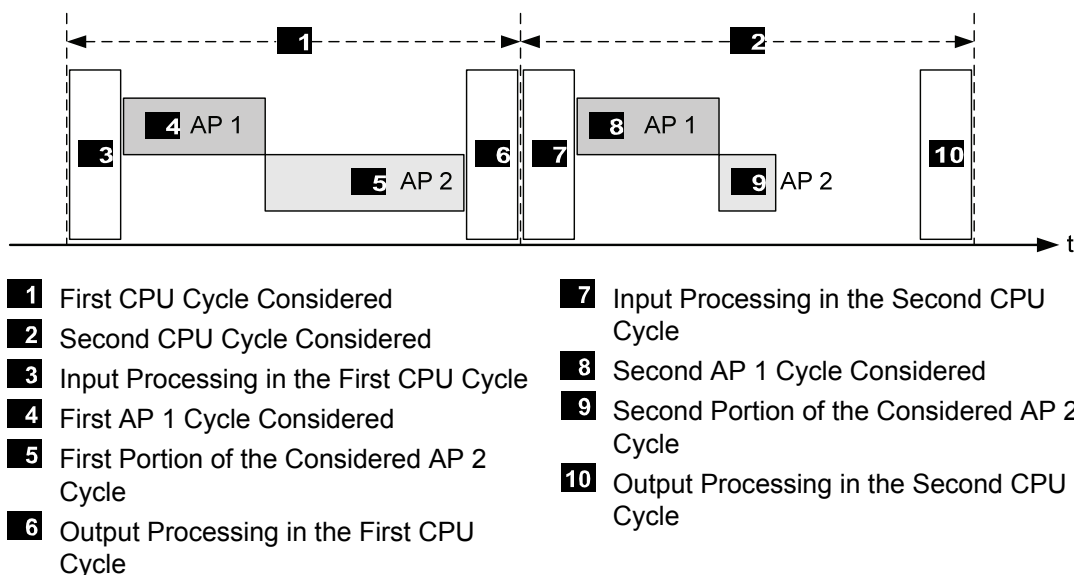 1
2
3
4 AP 1
5 AP 2
6
7
8 AP 1
9 AP 2
10
t
1 First CPU Cycle Considered
2 Second CPU Cycle Considered
3 Input Processing in the First CPU Cycle
4 First AP 1 Cycle Considered
5 First Portion of the Considered AP 2
Cycle
6 Output Processing in the First CPU
Cycle
7 Input Processing in the Second CPU
Cycle
8 Second AP 1 Cycle Considered
9 Second Portion of the Considered AP 2
Cycle
10 Output Processing in the Second CPU
Cycle